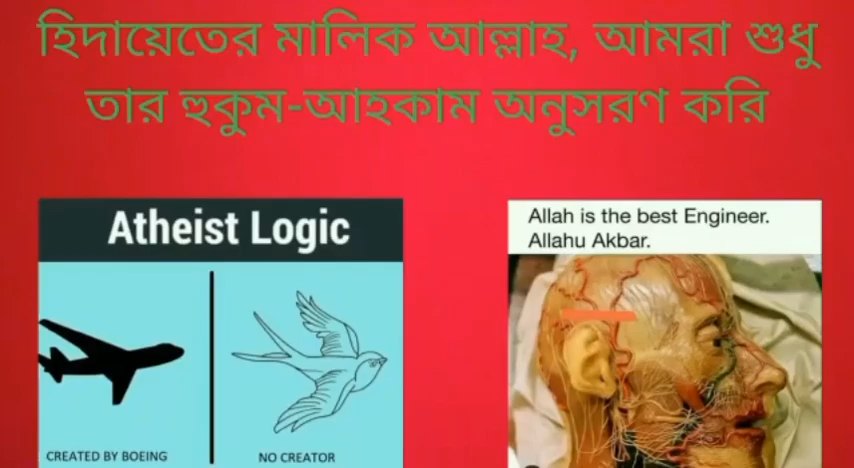 হিদায়েতের মালিক আল্লাহ, আমরা শুধু
তার হুকুম-আহকাম অনুসরণ করি
Atheist Logic
CREATED BY BOEING
NO CREATOR
Allah is the best Engineer.
Allahu Akbar.